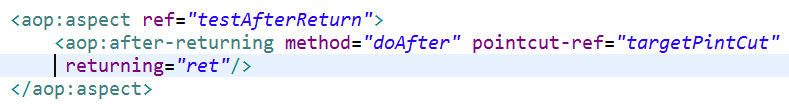 <aop:aspect ref="testAfterReturn">
<aop:after-returning method="doAfter" pointcut-ref="targetPintCut"
returning="ret"/>
</aop:aspect>